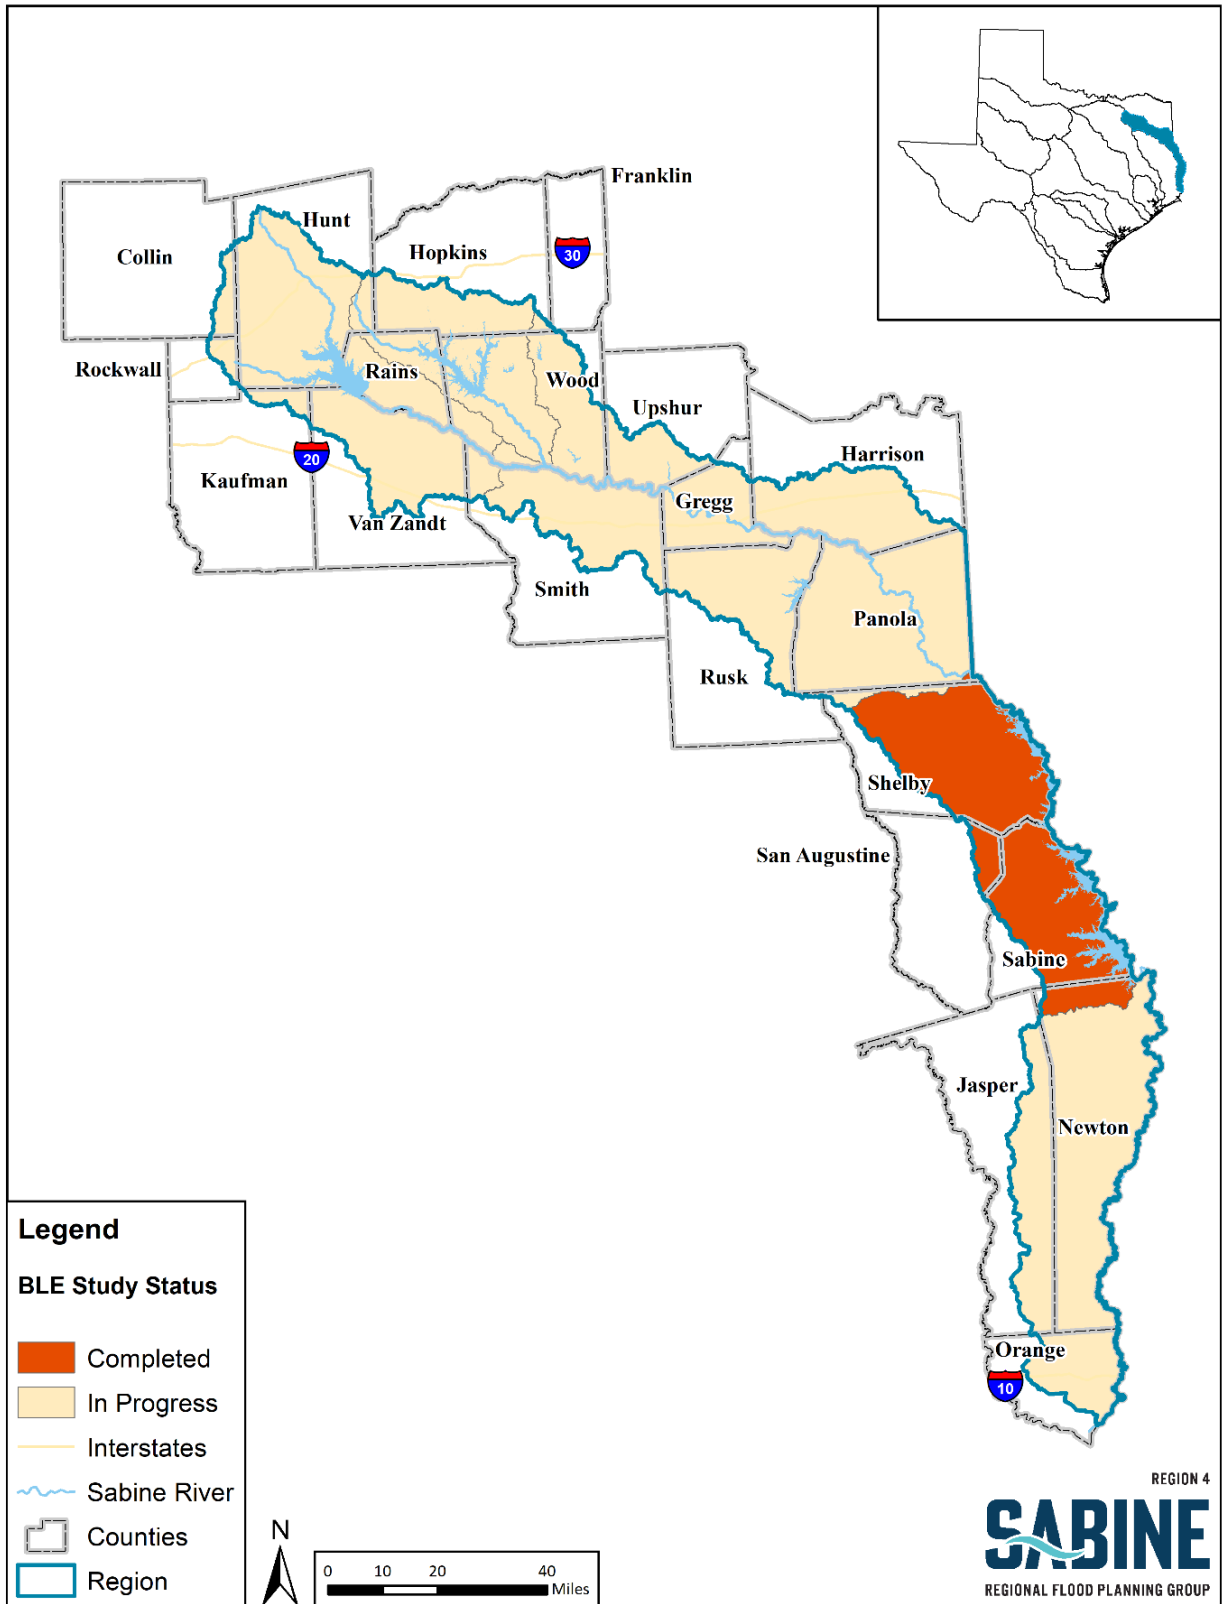 Franklin
Hunt
Hopkins
Collin
30
Rockwall
Rains
Wood
Upshur
Harrison
20
Kaufman
Gregg
Van Zandt
Smith
Panola
Rusk
Shelby
San Augustine
Sabine
Jasper
Newton
Orange
10
Legend
BLE Study Status
Completed
In Progress
Interstates
Sabine River
Counties
Region
N
0 10 20 40
Miles
REGION 4
SABINE
REGIONAL FLOOD PLANNING GROUP